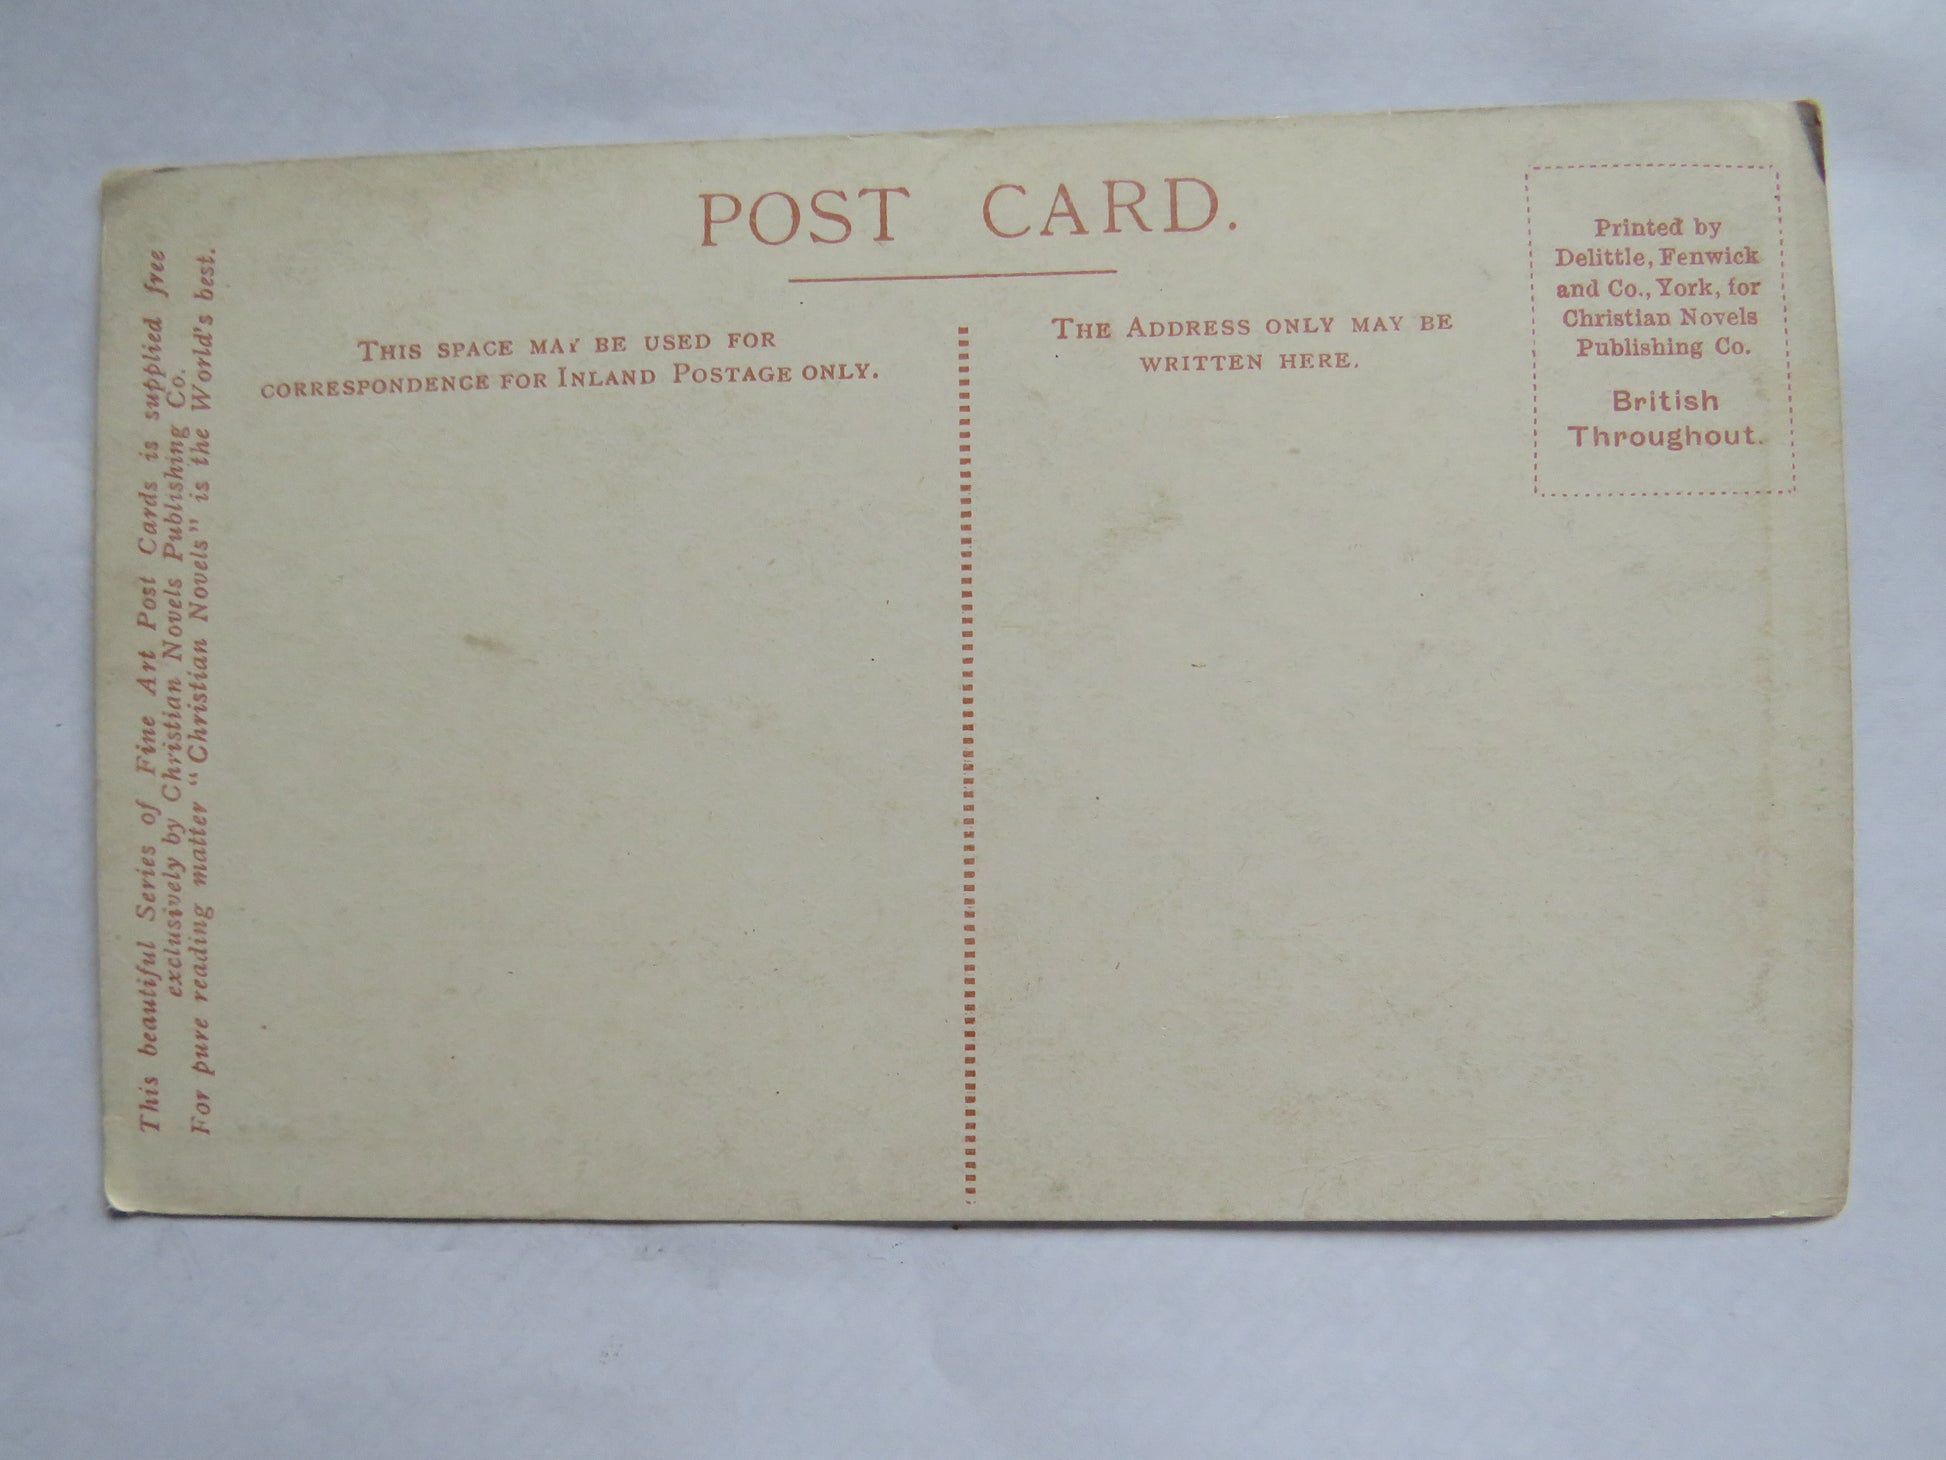 POST CARD.
THIS SPACE MAY BE USED FOR
CORRESPONDENCE FOR INLAND POSTAGE ONLY.
THE ADDRESS ONLY MAY BE
WRITTEN HERE.
Printed by
Delittle, Fenwick
and Co., York, for
Christian Novels
Publishing Co.
British
Throughout.
This beautiful Series of Fine Art Post Cards is supplied free
exclusively by Christian Novels Publishing Co.
For pure reading matter "Christian Novels" is the World's best.